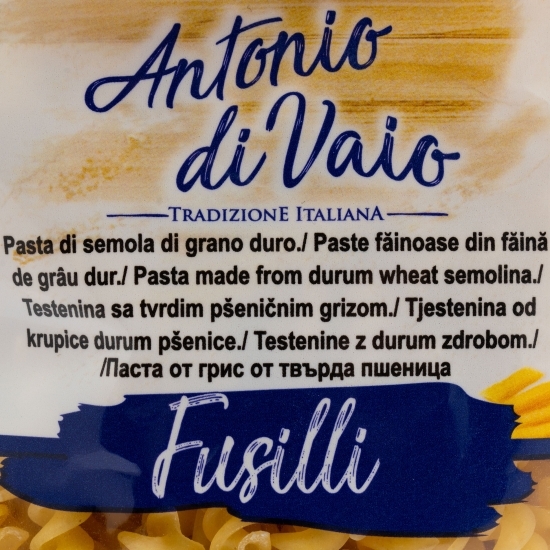 Antonio
di Vaio
TRADIZIONE ITALIANA
Pasta di semola di grano duro./ Paste făinoase din făină
de grâu dur./ Pasta made from durum wheat semolina./
Testenina sa tvrdim pšeničnim grizom./ Tjestenina od
krupice durum pšenice./ Testenine z durum zdrobom./
/Паста от грис от твърда пшеница
Fusilli